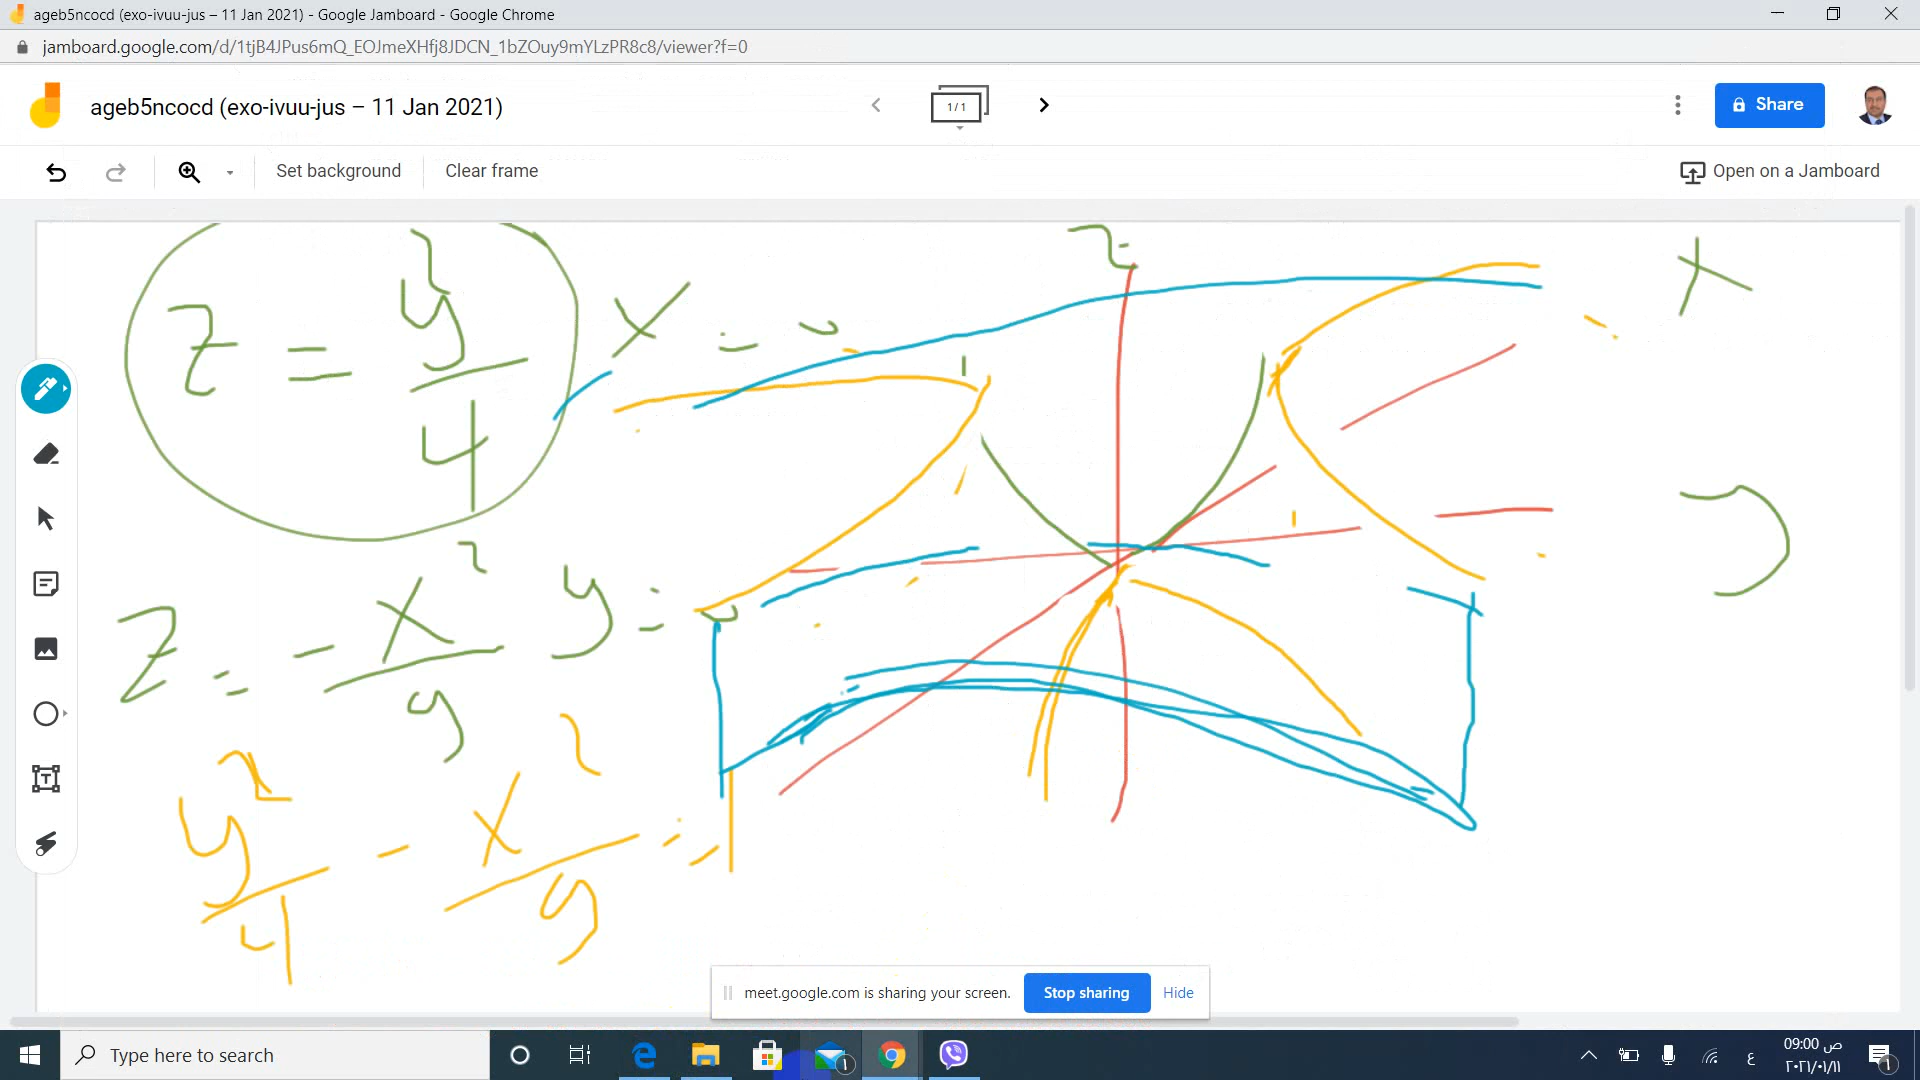 ageb5ncocd (exo-ivuu-jus – 11 Jan 2021) - Google Jamboard - Google Chrome
jamboard.google.com/d/1tjB4JPus6mQ_EOJmeXHfj8JDCN_1bZOuy9mYLzPR8c8/viewer?f=0
ageb5ncocd (exo-ivuu-jus – 11 Jan 2021)
1/1
Share
Set background
Clear frame
Open on a Jamboard
z = y²/4 x = 0
z
x
z = - x²/9 y = 0
y²/4 - x²/9 = 1
meet.google.com is sharing your screen.
Stop sharing
Hide
Type here to search
ع
09:00 ص
٢٠٢١/٠١/١١